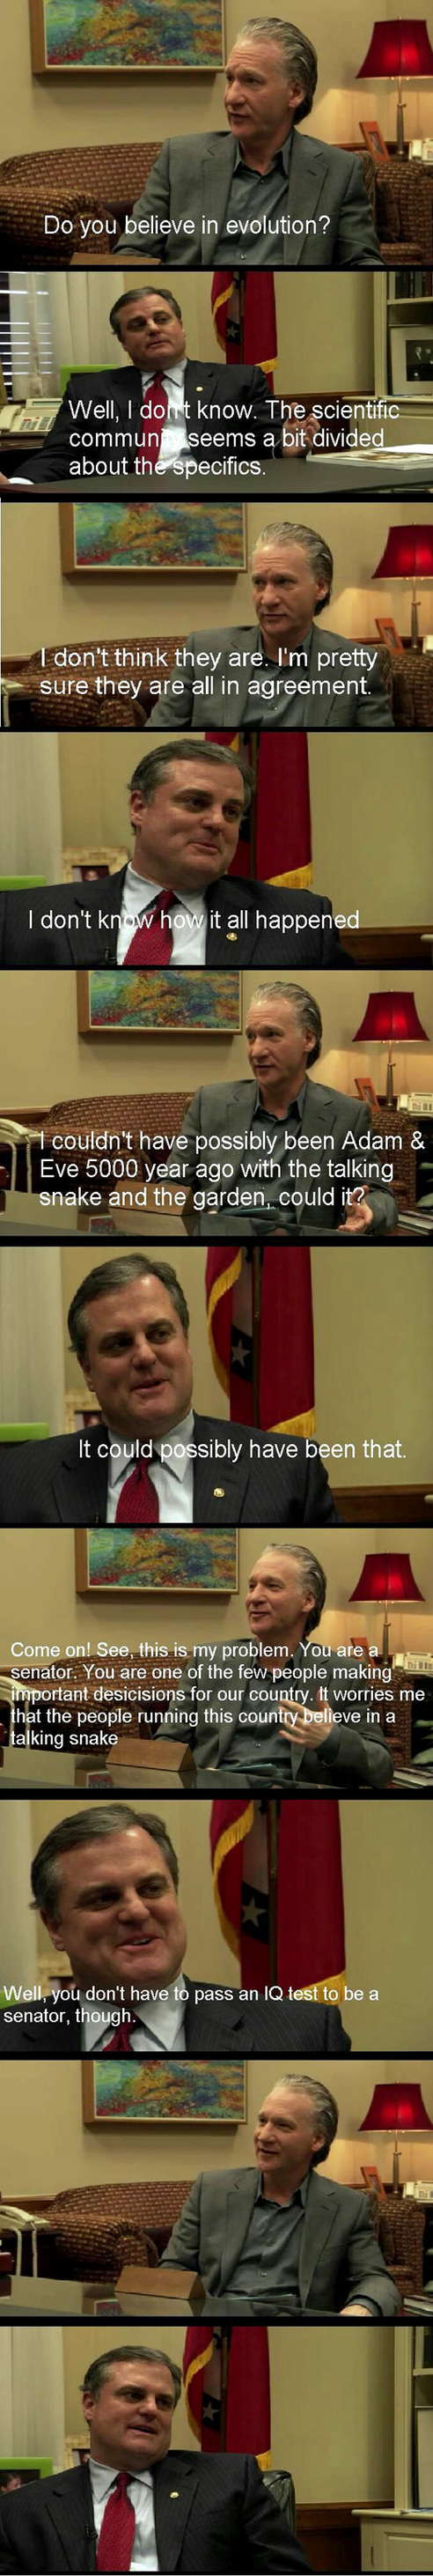 Do you believe in evolution?
Well, I don't know. The scientific
community seems a bit divided
about the specifics.
I don't think they are. I'm pretty
sure they are all in agreement.
I don't know how it all happened
I couldn't have possibly been Adam &
Eve 5000 year ago with the talking
snake and the garden, could it?
It could possibly have been that.
Come on! See, this is my problem. You are a
senator. You are one of the few people making
important desicisions for our country. It worries me
that the people running this country believe in a
talking snake
Well, you don't have to pass an IQ test to be a
senator, though.